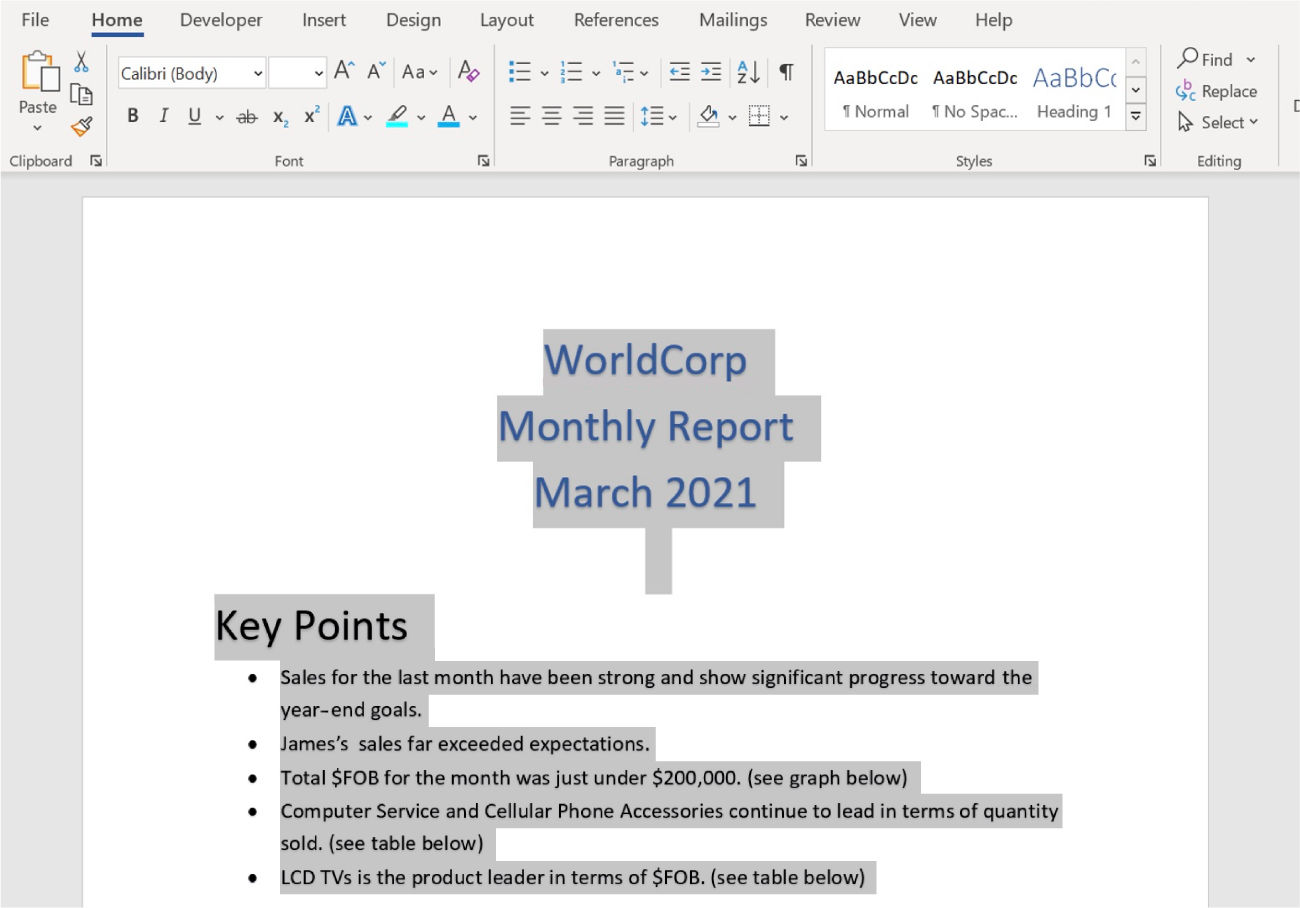 File Home Developer Insert Design Layout References Mailings Review View Help
Calibri (Body) A A Aa A Find
AaBbCcDc AaBbCcDc AaBbCc
Paste B I U ab x₂ x² A A Replace
¶ Normal ¶ No Spac... Heading 1 Select
Clipboard Font Paragraph Styles Editing
WorldCorp
Monthly Report
March 2021
Key Points
• Sales for the last month have been strong and show significant progress toward the
year-end goals.
• James’s  sales far exceeded expectations.
• Total $FOB for the month was just under $200,000. (see graph below)
• Computer Service and Cellular Phone Accessories continue to lead in terms of quantity
sold. (see table below)
• LCD TVs is the product leader in terms of $FOB. (see table below)